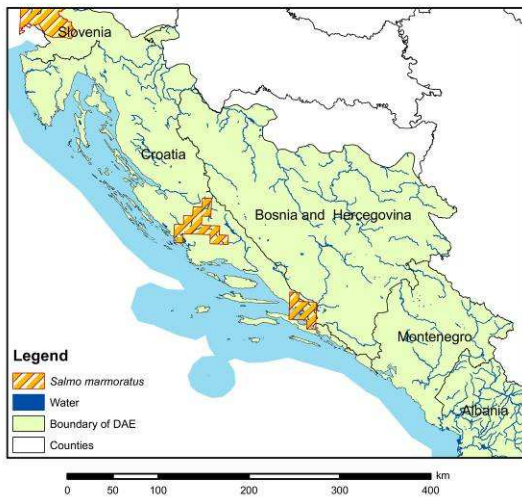 Slovenia
Croatia
Bosnia and Hercegovina
Montenegro
Albania
Legend
Salmo marmoratus
Water
Boundary of DAE
Counties
km
0 50 100 200 300 400